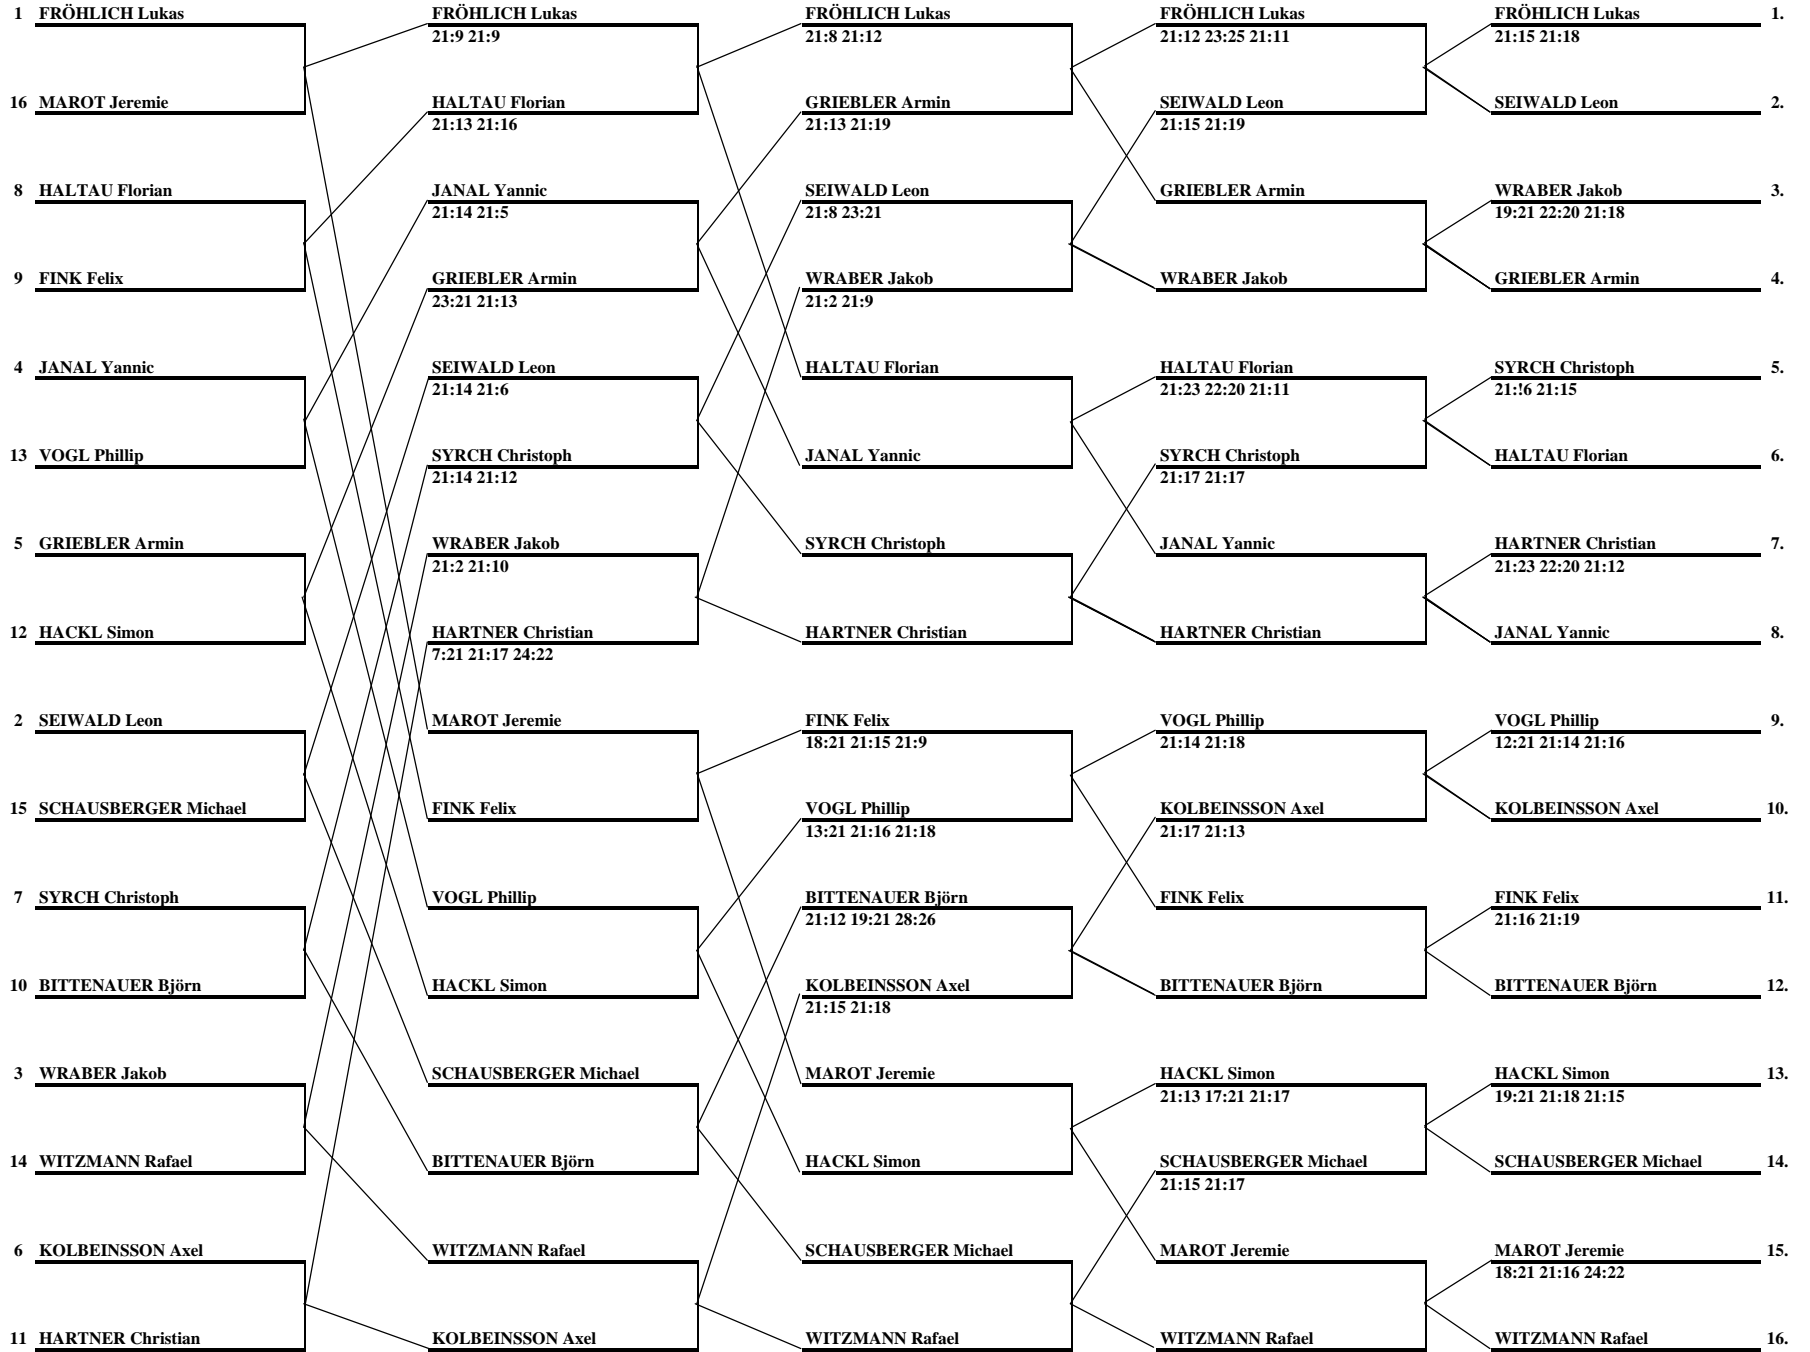 1 FRÖHLICH Lukas FRÖHLICH Lukas FRÖHLICH Lukas FRÖHLICH Lukas FRÖHLICH Lukas 1.
21:9 21:9 21:8 21:12 21:12 23:25 21:11 21:15 21:18
16 MAROT Jeremie HALTAU Florian GRIEBLER Armin SEIWALD Leon SEIWALD Leon 2.
21:13 21:16 21:13 21:19 21:15 21:19
8 HALTAU Florian JANAL Yannic SEIWALD Leon GRIEBLER Armin WRABER Jakob 3.
21:14 21:5 21:8 23:21 19:21 22:20 21:18
9 FINK Felix GRIEBLER Armin WRABER Jakob WRABER Jakob GRIEBLER Armin 4.
23:21 21:13 21:2 21:9
4 JANAL Yannic SEIWALD Leon HALTAU Florian HALTAU Florian SYRCH Christoph 5.
21:14 21:6 21:23 22:20 21:11 21:!6 21:15
13 VOGL Phillip SYRCH Christoph JANAL Yannic SYRCH Christoph HALTAU Florian 6.
21:14 21:12 21:17 21:17
5 GRIEBLER Armin WRABER Jakob SYRCH Christoph JANAL Yannic HARTNER Christian 7.
21:2 21:10 21:23 22:20 21:12
12 HACKL Simon HARTNER Christian HARTNER Christian HARTNER Christian JANAL Yannic 8.
7:21 21:17 24:22
2 SEIWALD Leon MAROT Jeremie FINK Felix VOGL Phillip VOGL Phillip 9.
18:21 21:15 21:9 21:14 21:18 12:21 21:14 21:16
15 SCHAUSBERGER Michael FINK Felix VOGL Phillip KOLBEINSSON Axel KOLBEINSSON Axel 10.
13:21 21:16 21:18 21:17 21:13
7 SYRCH Christoph VOGL Phillip BITTENAUER Björn FINK Felix FINK Felix 11.
21:12 19:21 28:26 21:16 21:19
10 BITTENAUER Björn HACKL Simon KOLBEINSSON Axel BITTENAUER Björn BITTENAUER Björn 12.
21:15 21:18
3 WRABER Jakob SCHAUSBERGER Michael MAROT Jeremie HACKL Simon HACKL Simon 13.
21:13 17:21 21:17 19:21 21:18 21:15
14 WITZMANN Rafael BITTENAUER Björn HACKL Simon SCHAUSBERGER Michael SCHAUSBERGER Michael 14.
21:15 21:17
6 KOLBEINSSON Axel WITZMANN Rafael SCHAUSBERGER Michael MAROT Jeremie MAROT Jeremie 15.
18:21 21:16 24:22
11 HARTNER Christian KOLBEINSSON Axel WITZMANN Rafael WITZMANN Rafael WITZMANN Rafael 16.